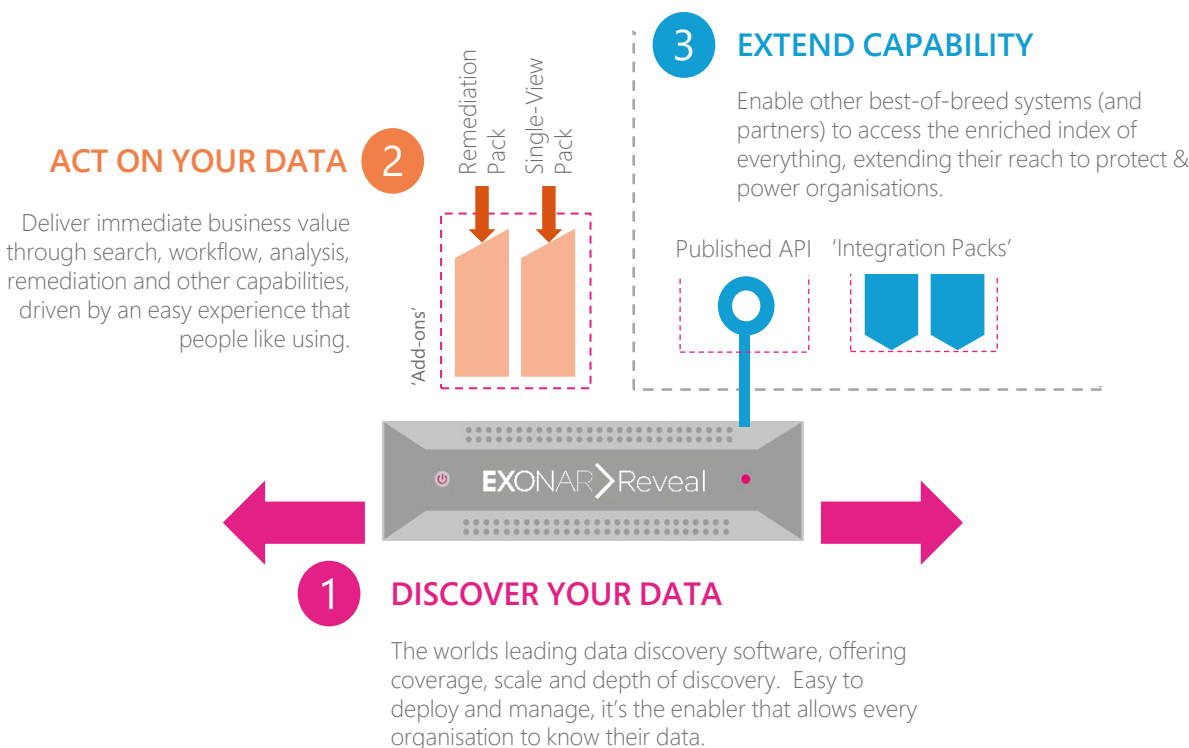 3
EXTEND CAPABILITY
Enable other best-of-breed systems (and
partners) to access the enriched index of
everything, extending their reach to protect &
power organisations.
Published API
'Integration Packs'
ACT ON YOUR DATA
2
Deliver immediate business value
through search, workflow, analysis,
remediation and other capabilities,
driven by an easy experience that
people like using.
Remediation
Pack
Single-View
Pack
'Add-ons'
EXONAR Reveal
1
DISCOVER YOUR DATA
The worlds leading data discovery software, offering
coverage, scale and depth of discovery.  Easy to
deploy and manage, it's the enabler that allows every
organisation to know their data.